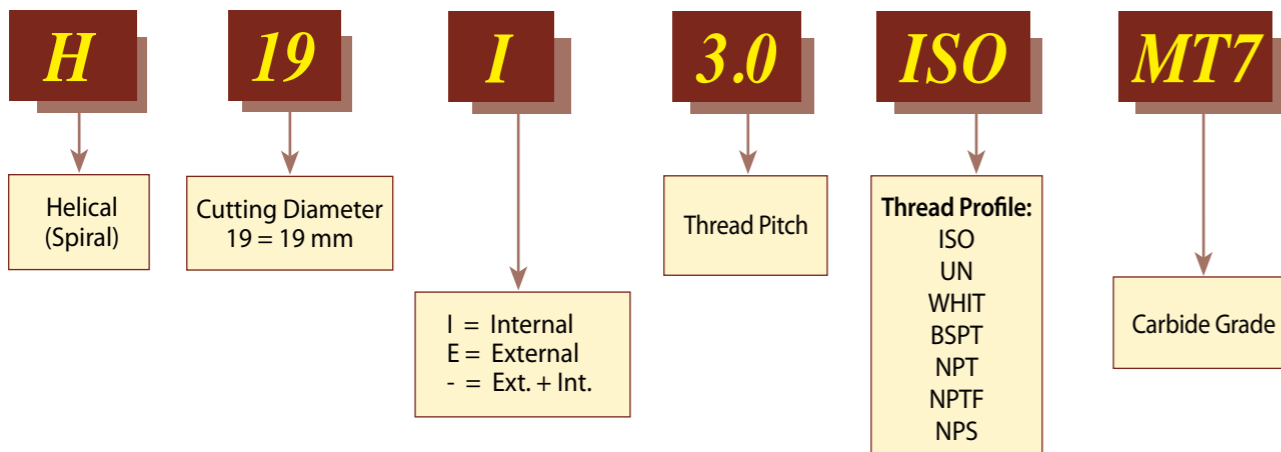 H 19 I 3.0 ISO MT7
Helical
(Spiral)
Cutting Diameter
19 = 19 mm
I = Internal
E = External
- = Ext. + Int.
Thread Pitch
Thread Profile:
ISO
UN
WHIT
BSPT
NPT
NPTF
NPS
Carbide Grade